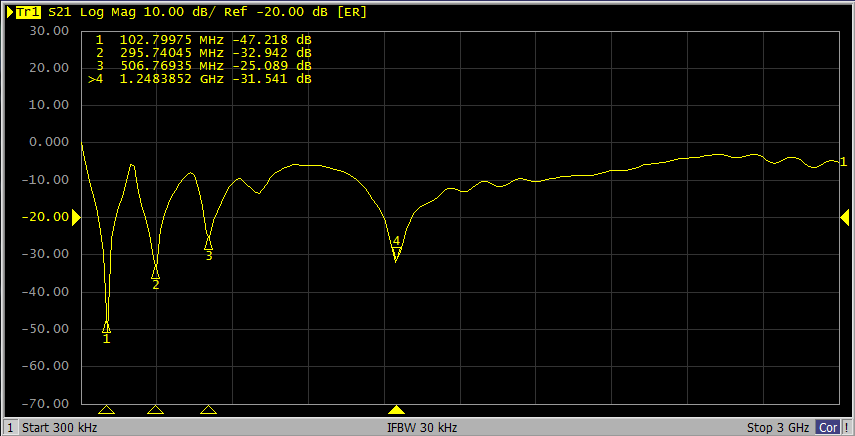 Tr1 S21 Log Mag 10.00 dB/ Ref -20.00 dB [ER]
30.00
1 102.79975 MHz -47.218 dB
2 295.74045 MHz -32.942 dB
20.00
3 506.76935 MHz -25.089 dB
>4 1.2483852 GHz -31.541 dB
10.00
0.000
1
-10.00
-20.00
4
-30.00
3
2
-40.00
-50.00
1
-60.00
-70.00
1 Start 300 kHz IFBW 30 kHz Stop 3 GHz Cor !